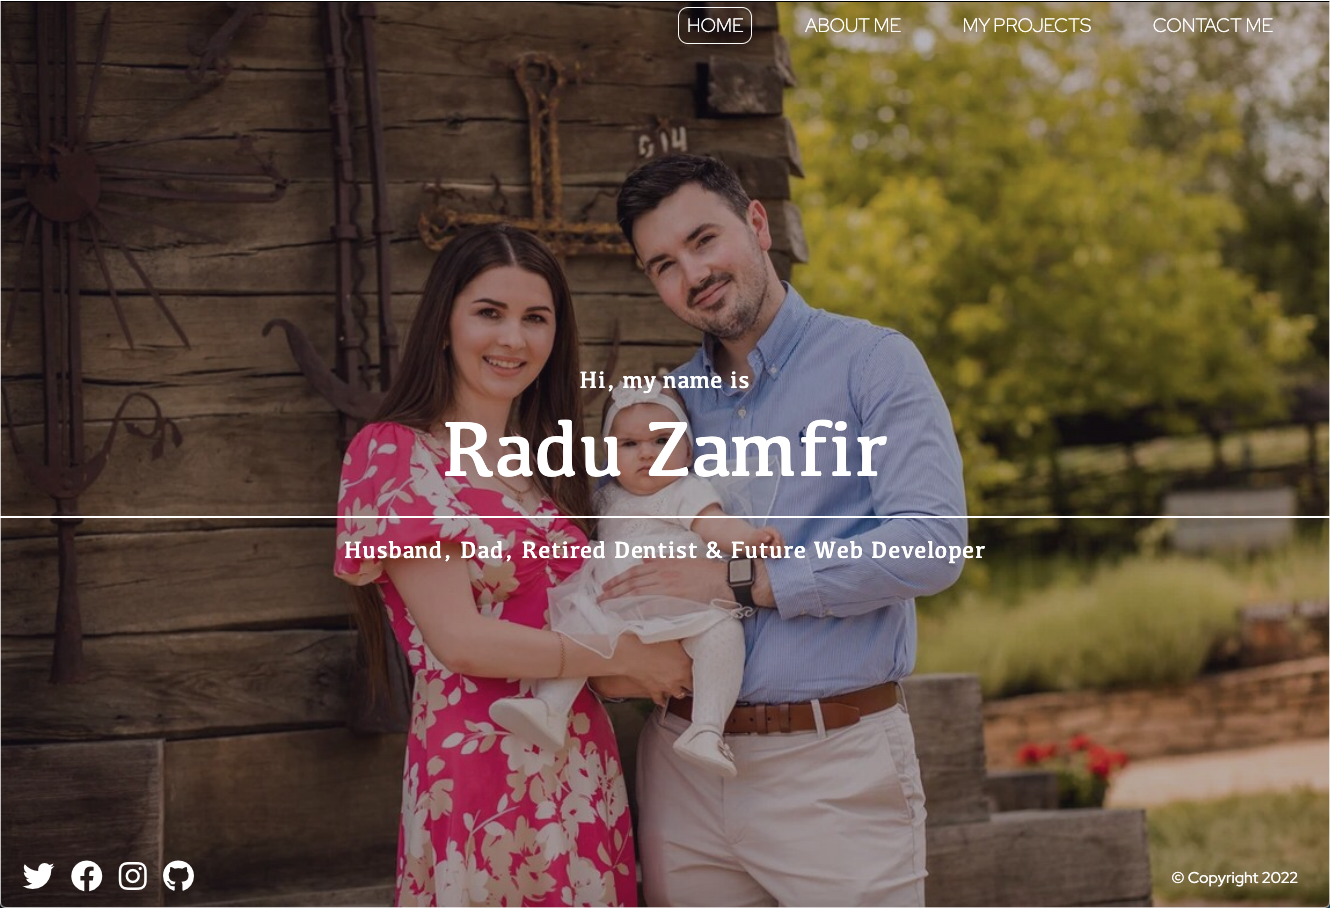 HOME ABOUT ME MY PROJECTS CONTACT ME
G14
Hi, my name is
Radu Zamfir
Husband, Dad, Retired Dentist & Future Web Developer
© Copyright 2022